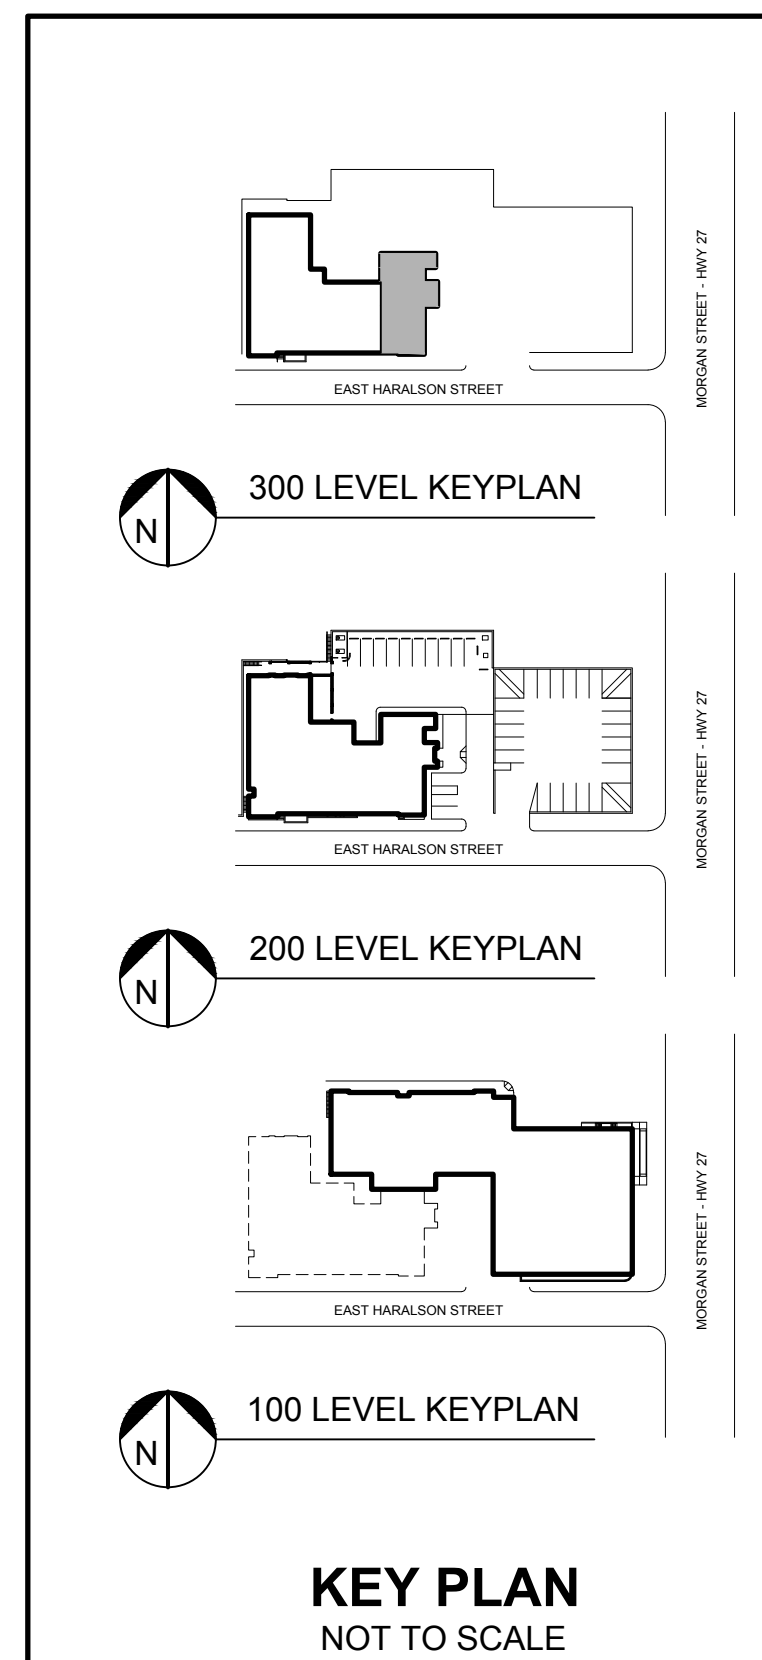 MORGAN STREET - HWY 27
EAST HARALSON STREET
N
300 LEVEL KEYPLAN
MORGAN STREET - HWY 27
EAST HARALSON STREET
N
200 LEVEL KEYPLAN
MORGAN STREET - HWY 27
EAST HARALSON STREET
N
100 LEVEL KEYPLAN
KEY PLAN
NOT TO SCALE